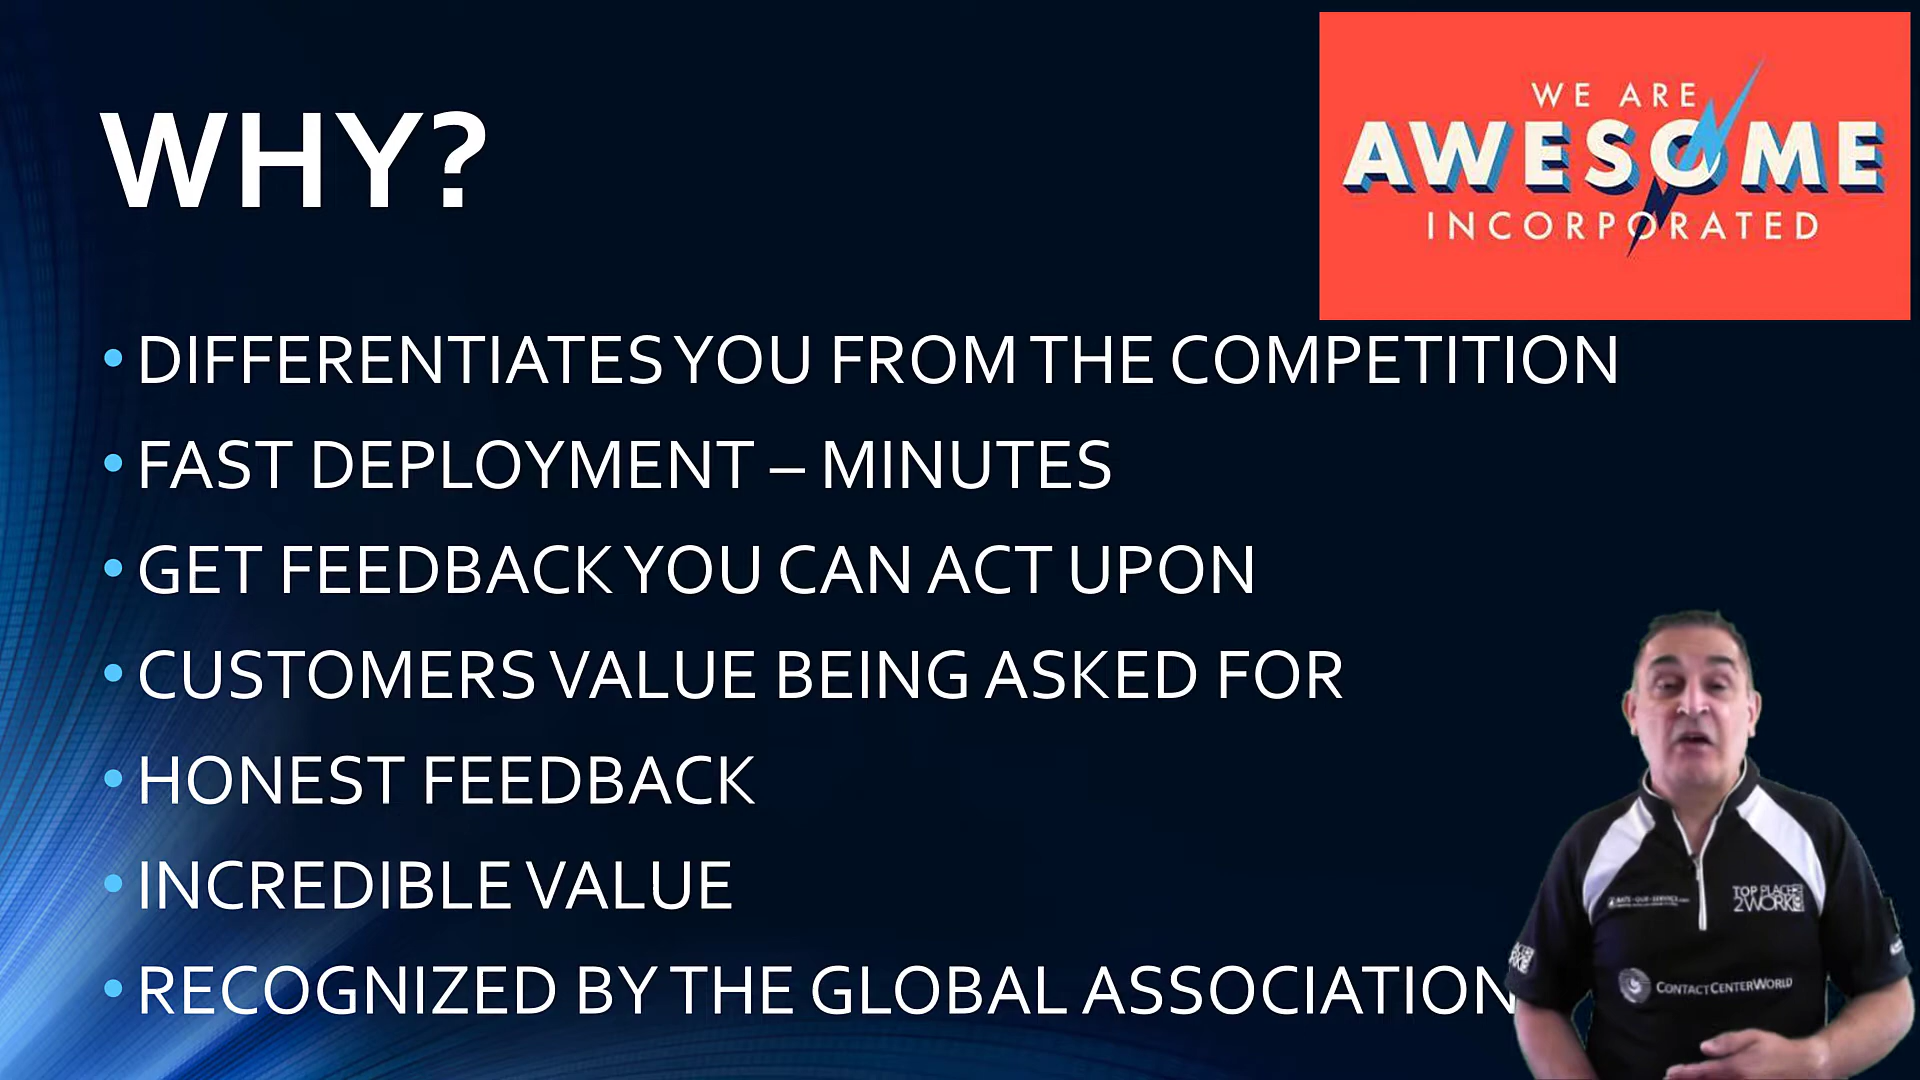 WHY?
WE ARE
AWESOME
INCORPORATED
• DIFFERENTIATES YOU FROM THE COMPETITION
• FAST DEPLOYMENT – MINUTES
• GET FEEDBACK YOU CAN ACT UPON
• CUSTOMERS VALUE BEING ASKED FOR
• HONEST FEEDBACK
• INCREDIBLE VALUE
• RECOGNIZED BY THE GLOBAL ASSOCIATION
TOP PLACES
2WORK
CONTACTCENTERWORLD